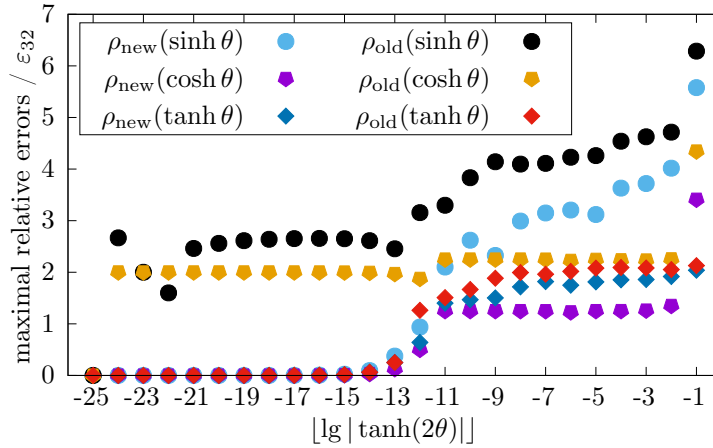 maximal relative errors / ε₃₂
7
6
5
4
3
2
1
0
ρnew(sinh θ) ρold(sinh θ)
ρnew(cosh θ) ρold(cosh θ)
ρnew(tanh θ) ρold(tanh θ)
-25 -23 -21 -19 -17 -15 -13 -11 -9 -7 -5 -3 -1
⌊lg | tanh(2θ)|⌋